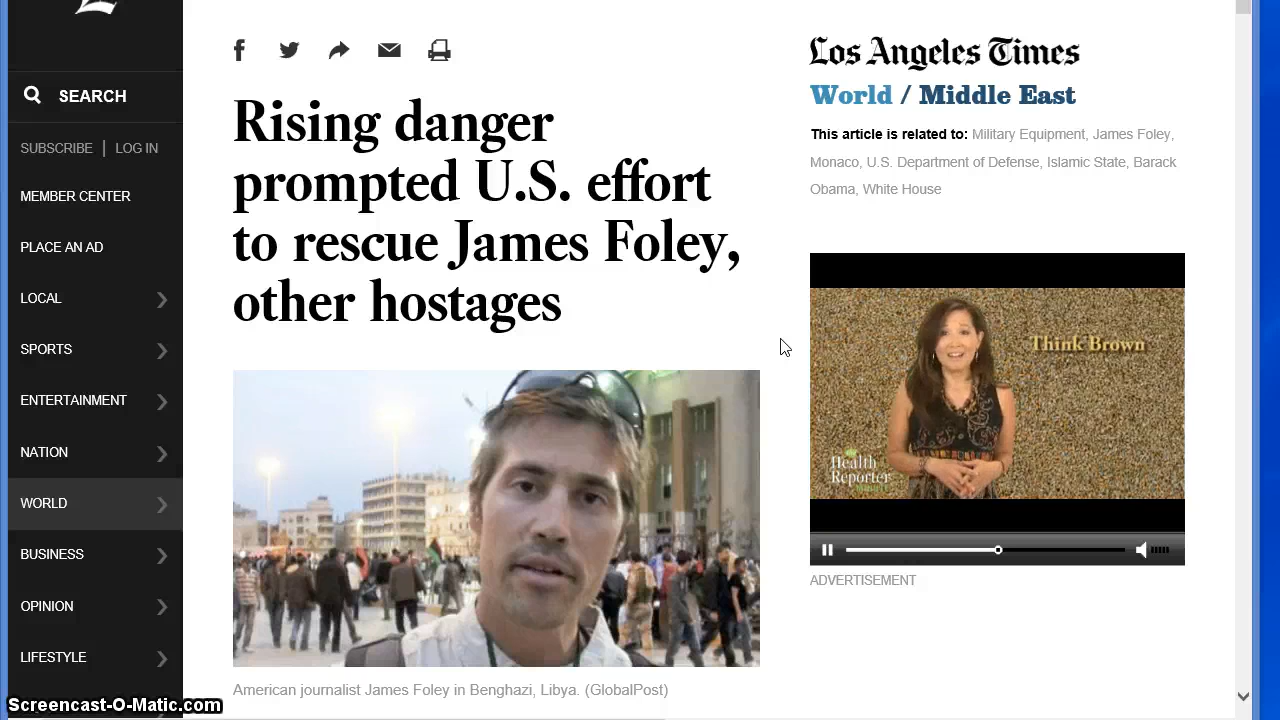 SEARCH
SUBSCRIBE | LOG IN
MEMBER CENTER
PLACE AN AD
LOCAL
SPORTS
ENTERTAINMENT
NATION
WORLD
BUSINESS
OPINION
LIFESTYLE
Rising danger
prompted U.S. effort
to rescue James Foley,
other hostages
American journalist James Foley in Benghazi, Libya. (GlobalPost)
Los Angeles Times
World / Middle East
This article is related to: Military Equipment, James Foley,
Monaco, U.S. Department of Defense, Islamic State, Barack
Obama, White House
Think Brown
Health
Reporter
ADVERTISEMENT
Screencast-O-Matic.com